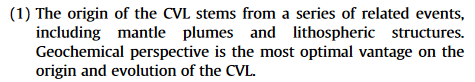 (1) The origin of the CVL stems from a series of related events,
including mantle plumes and lithospheric structures.
Geochemical perspective is the most optimal vantage on the
origin and evolution of the CVL.